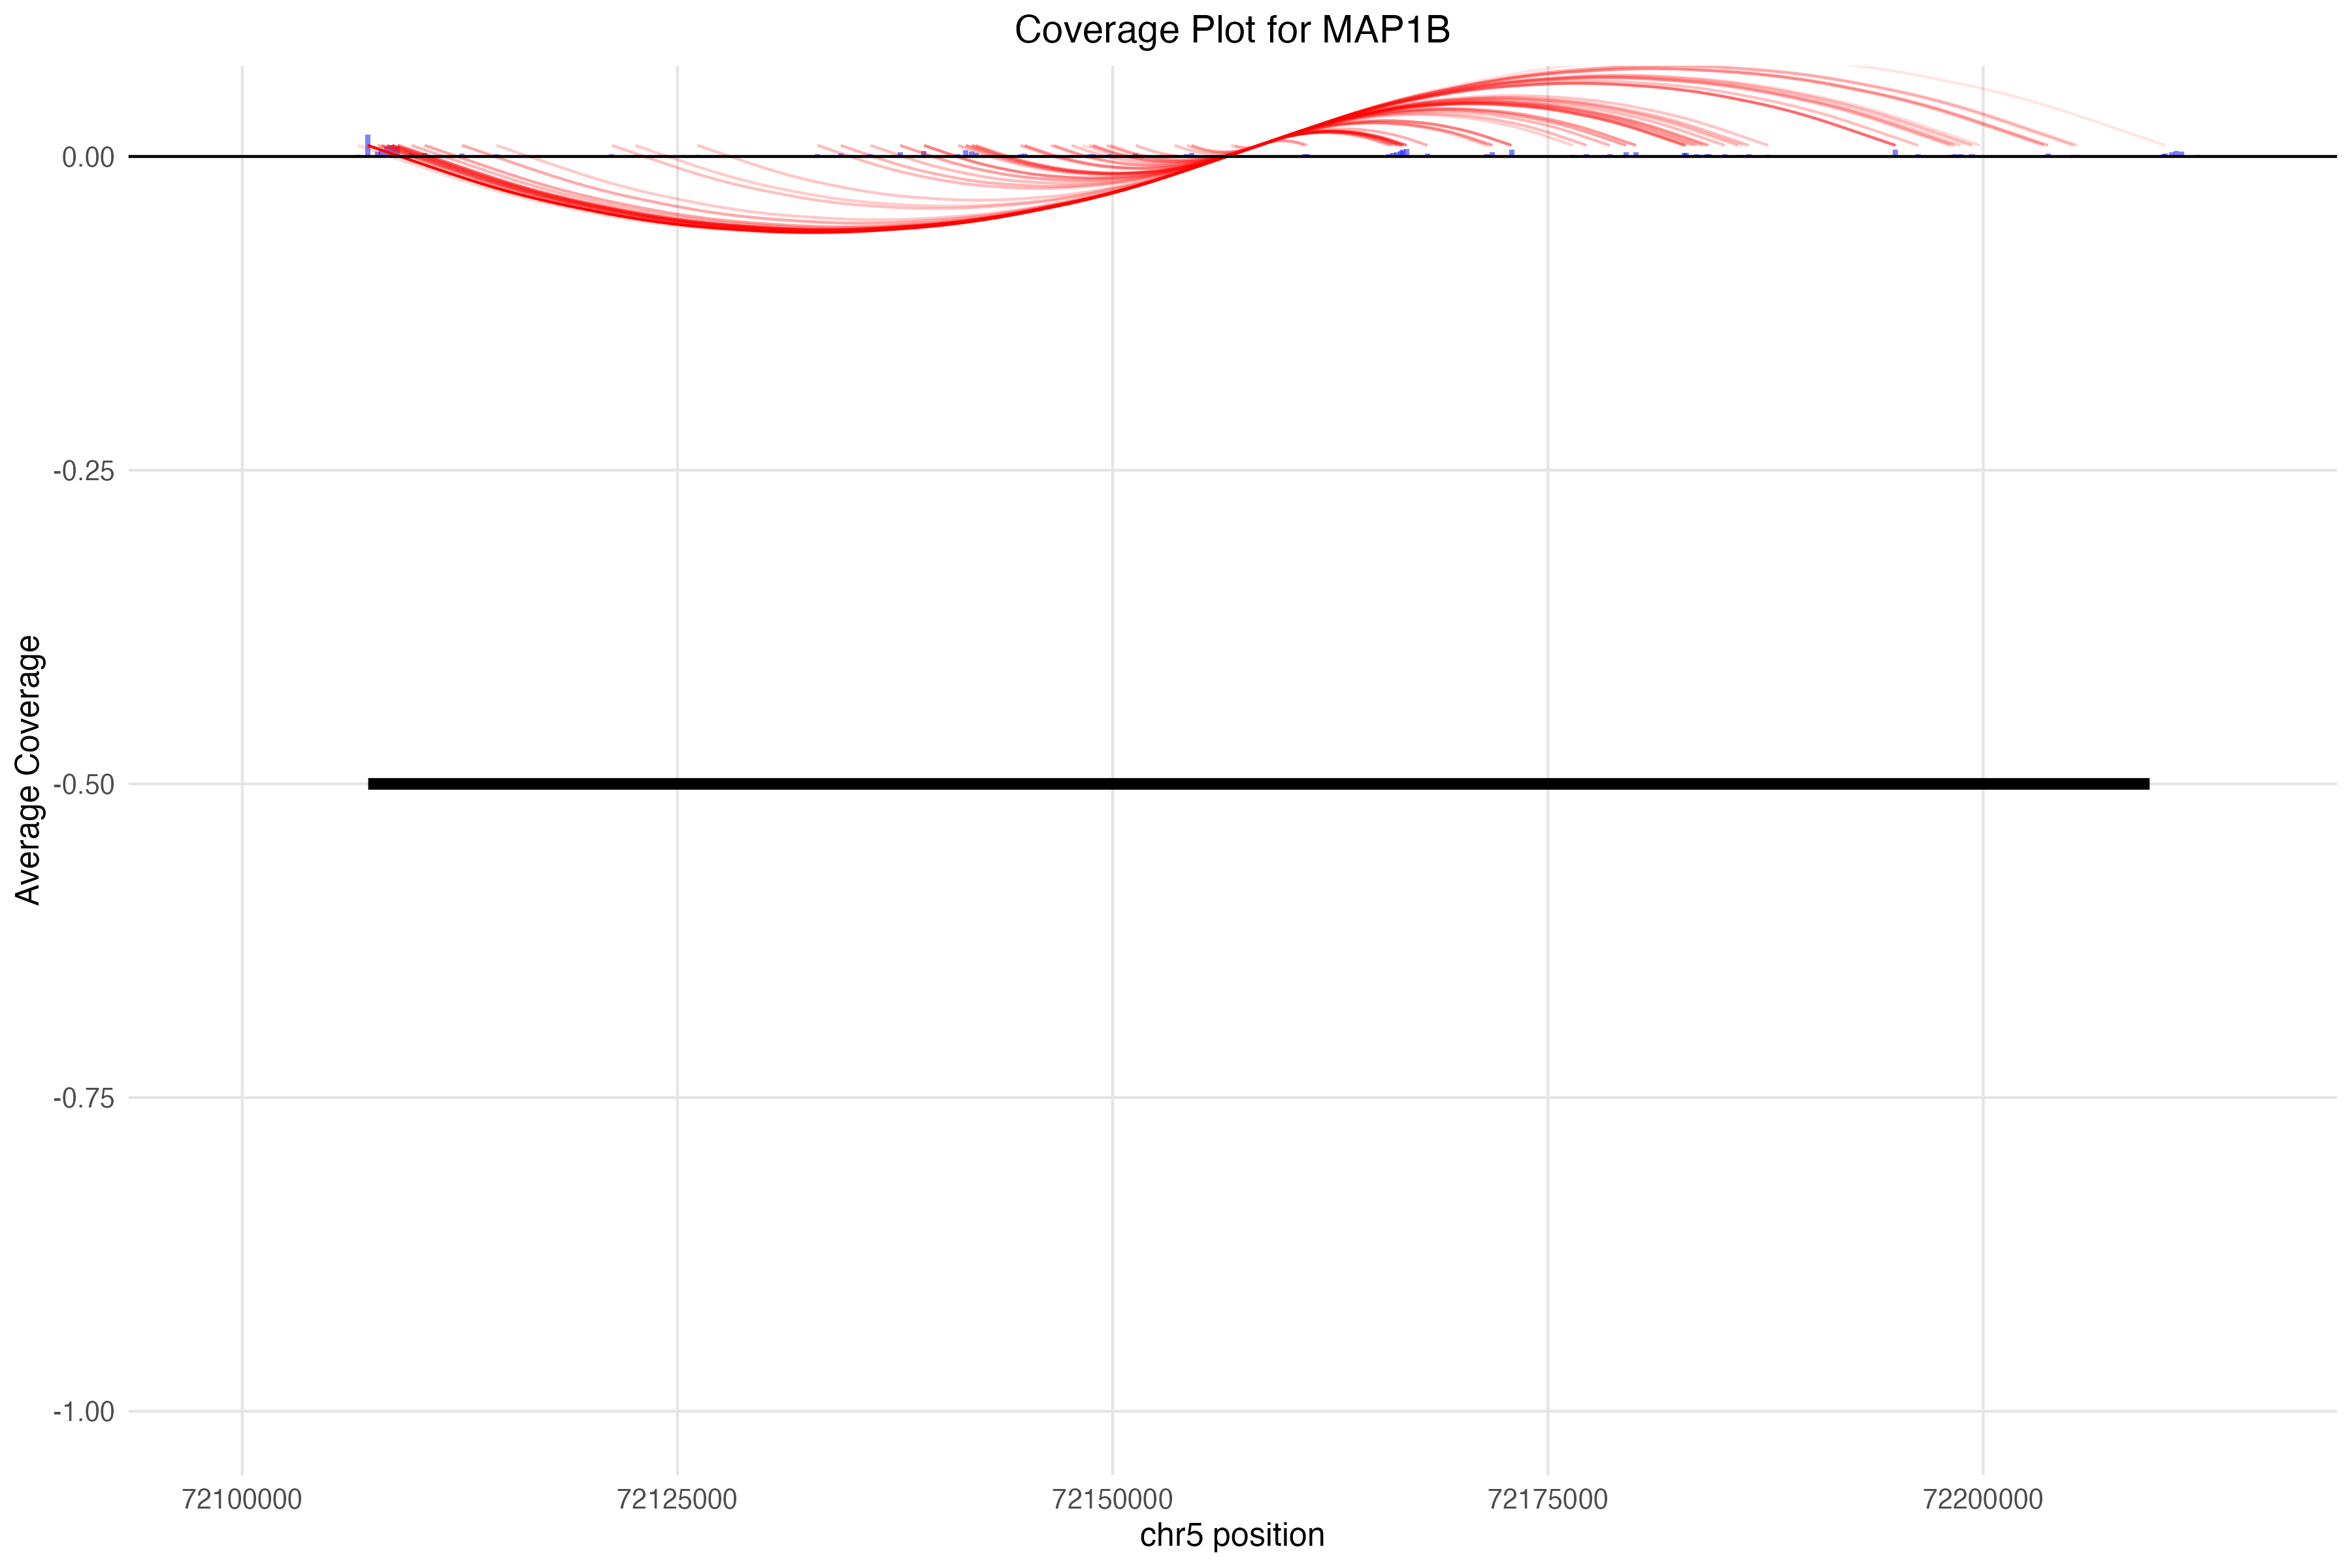 Coverage Plot for MAP1B
0.00
-0.25
-0.50
-0.75
-1.00
Average Coverage
72100000 72125000 72150000 72175000 72200000
chr5 position